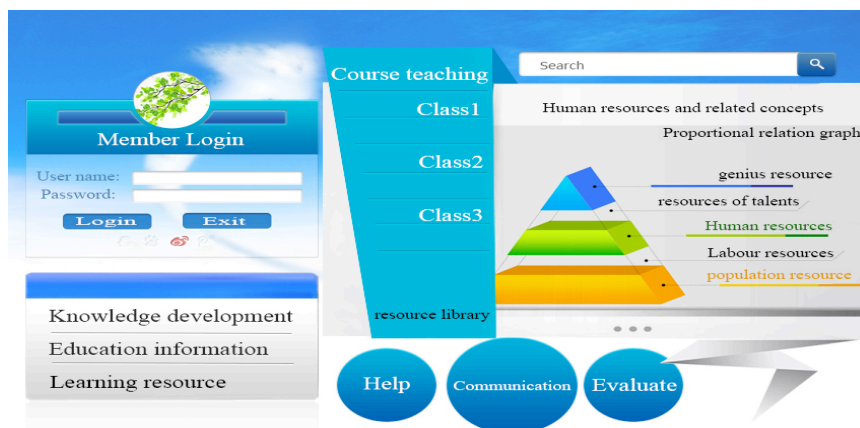 Member Login
User name:
Password:
Login Exit
Knowledge development
Education information
Learning resource
Course teaching
Class1
Class2
Class3
resource library
Search
Human resources and related concepts
Proportional relation graph
genius resource
resources of talents
Human resources
Labour resources
population resource
Help
Communication
Evaluate